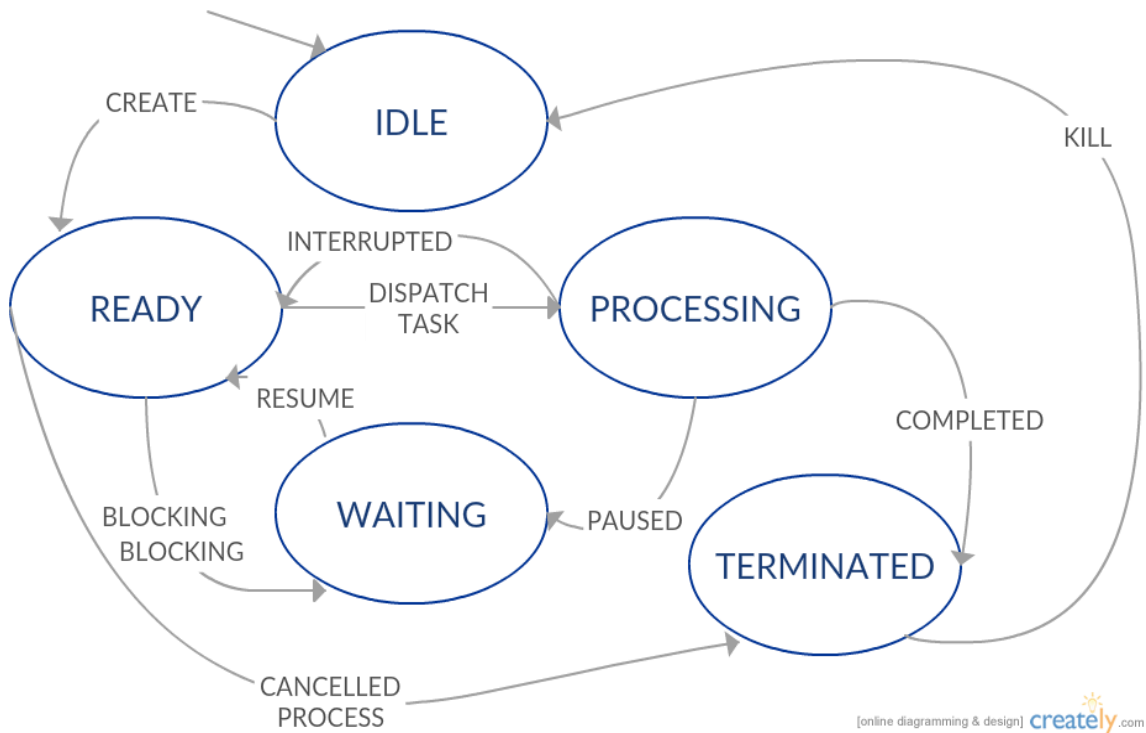 CREATE
IDLE
KILL
INTERRUPTED
READY
DISPATCH
TASK
PROCESSING
RESUME
COMPLETED
WAITING
BLOCKING
BLOCKING
PAUSED
TERMINATED
CANCELLED
PROCESS
[online diagramming & design] creately.com